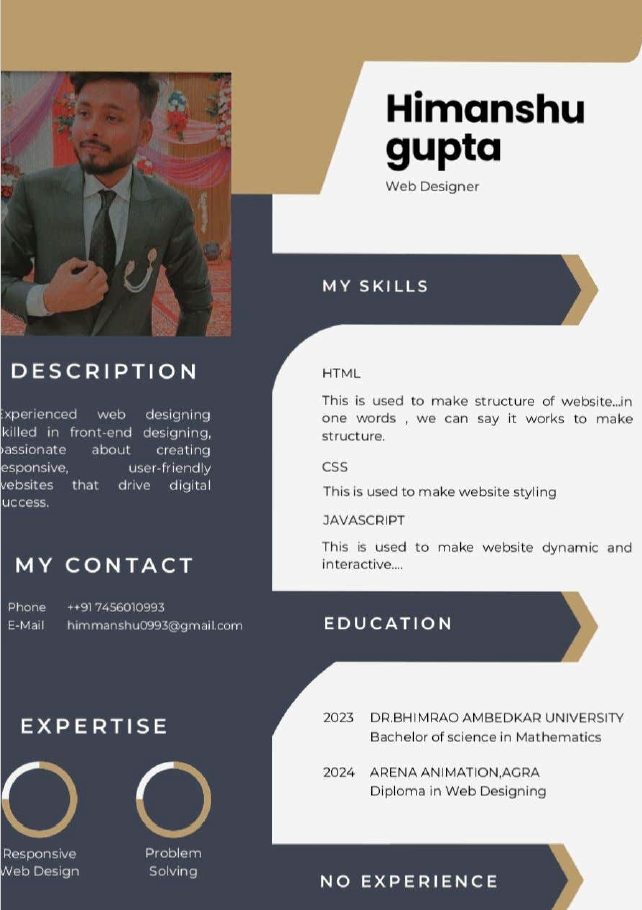 Himanshu
gupta
Web Designer
MY SKILLS
HTML
This is used to make structure of website...in
one words , we can say it works to make
structure.
CSS
This is used to make website styling
JAVASCRIPT
This is used to make website dynamic and
interactive....
EDUCATION
2023 DR.BHIMRAO AMBEDKAR UNIVERSITY
Bachelor of science in Mathematics
2024 ARENA ANIMATION,AGRA
Diploma in Web Designing
NO EXPERIENCE
DESCRIPTION
Experienced web designing
killed in front-end designing,
passionate about creating
esponsive, user-friendly
websites that drive digital
uccess.
MY CONTACT
Phone ++91 7456010993
E-Mail himmanshu0993@gmail.com
EXPERTISE
Responsive
Web Design
Problem
Solving